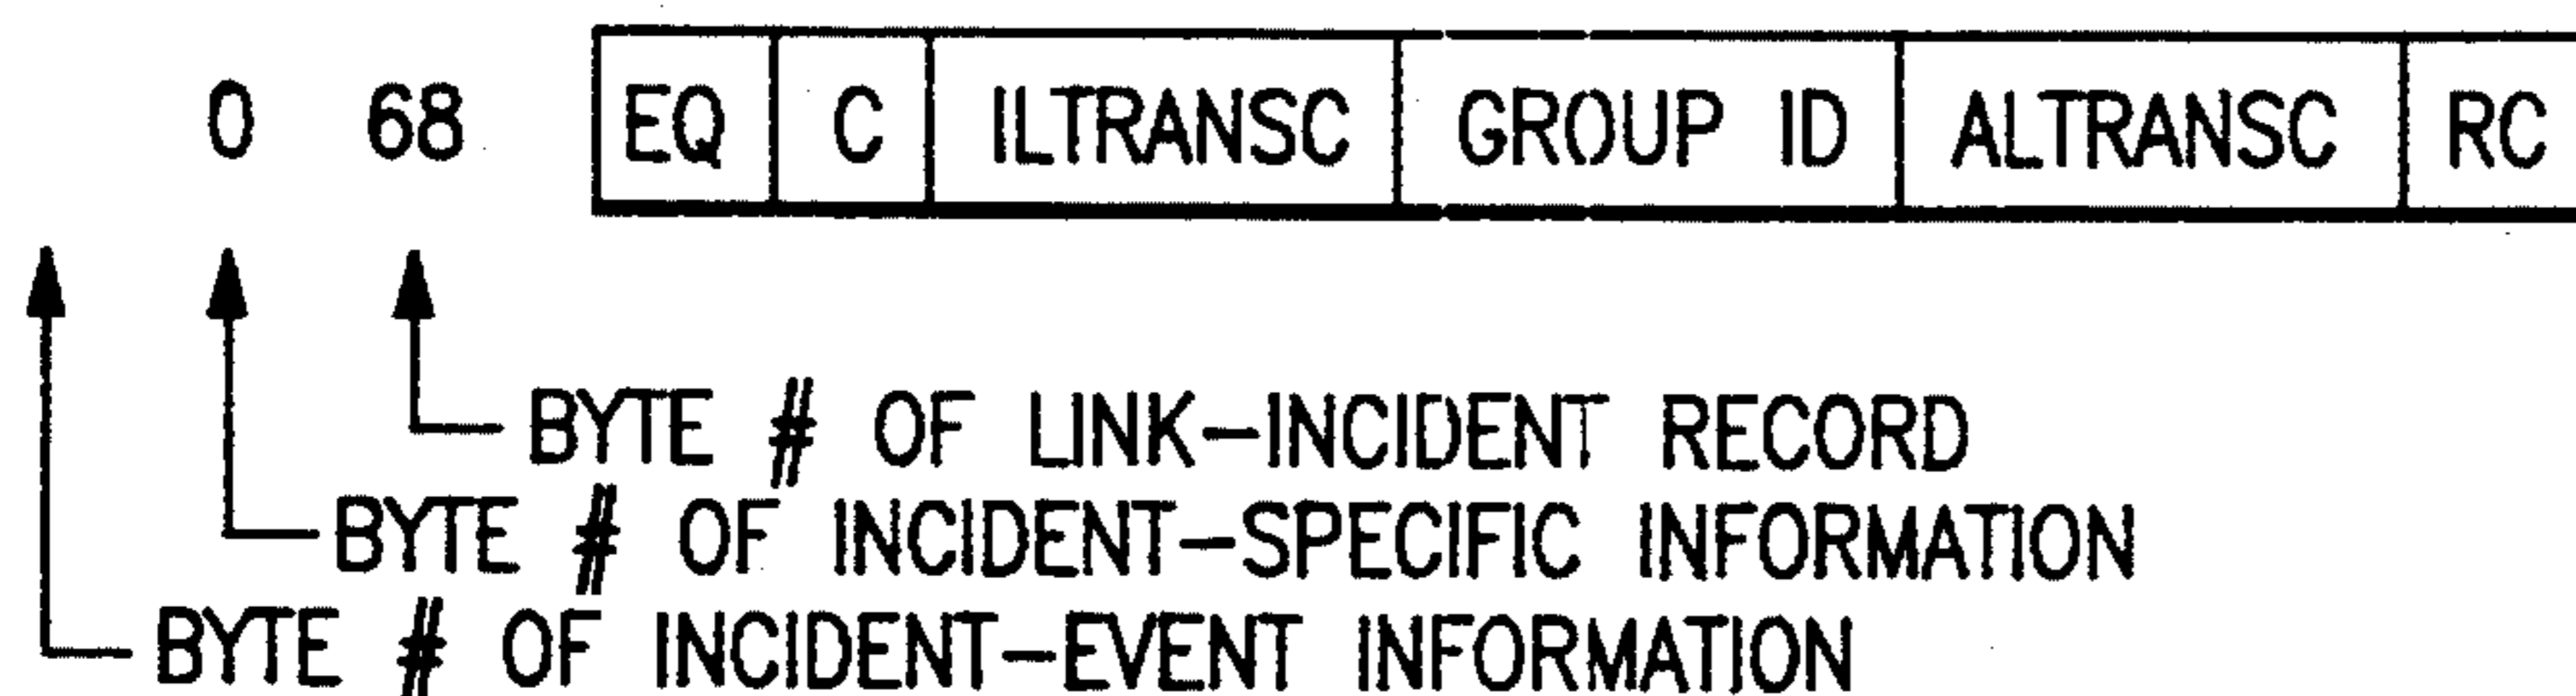 0 68 EQ C ILTRANSC GROUP ID ALTRANSC RC
BYTE # OF LINK-INCIDENT RECORD
BYTE # OF INCIDENT-SPECIFIC INFORMATION
BYTE # OF INCIDENT-EVENT INFORMATION